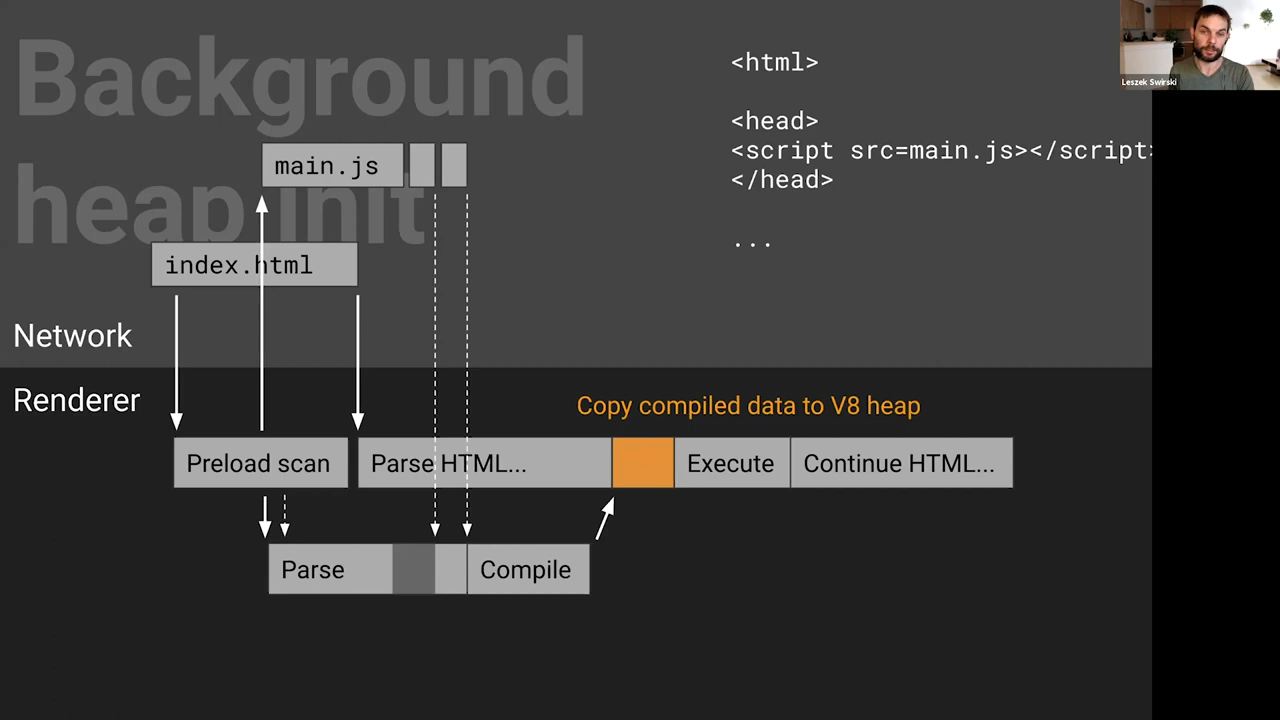 Background
heap init
main.js
index.html
Network
Renderer
<html>
<head>
<script src=main.js></script>
</head>
...
Leszek Swirski
Copy compiled data to V8 heap
Preload scan
Parse HTML...
Execute
Continue HTML...
Parse
Compile